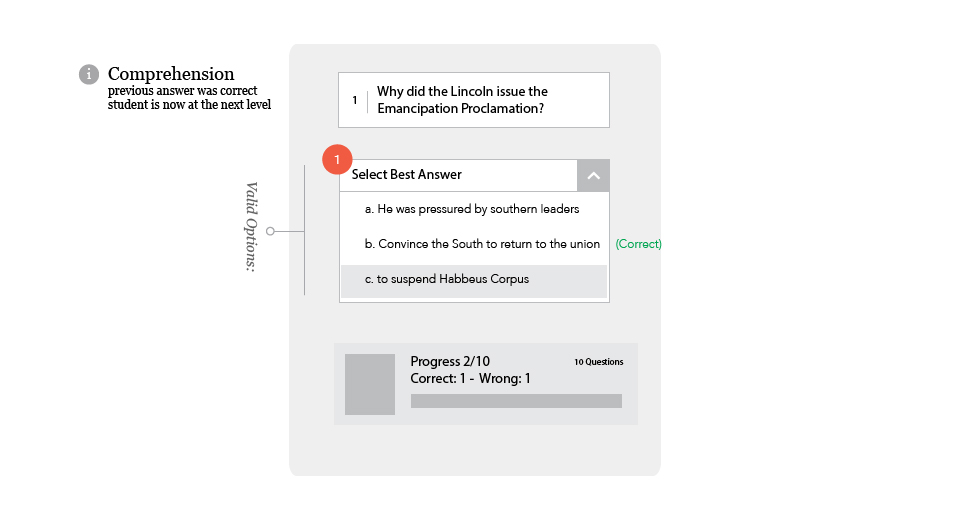 i
Comprehension
previous answer was correct
student is now at the next level
1
Why did the Lincoln issue the
Emancipation Proclamation?
Valid Options:
1
Select Best Answer
a. He was pressured by southern leaders
b. Convince the South to return to the union
(Correct)
c. to suspend Habbeus Corpus
Progress 2/10
10 Questions
Correct: 1 - Wrong: 1